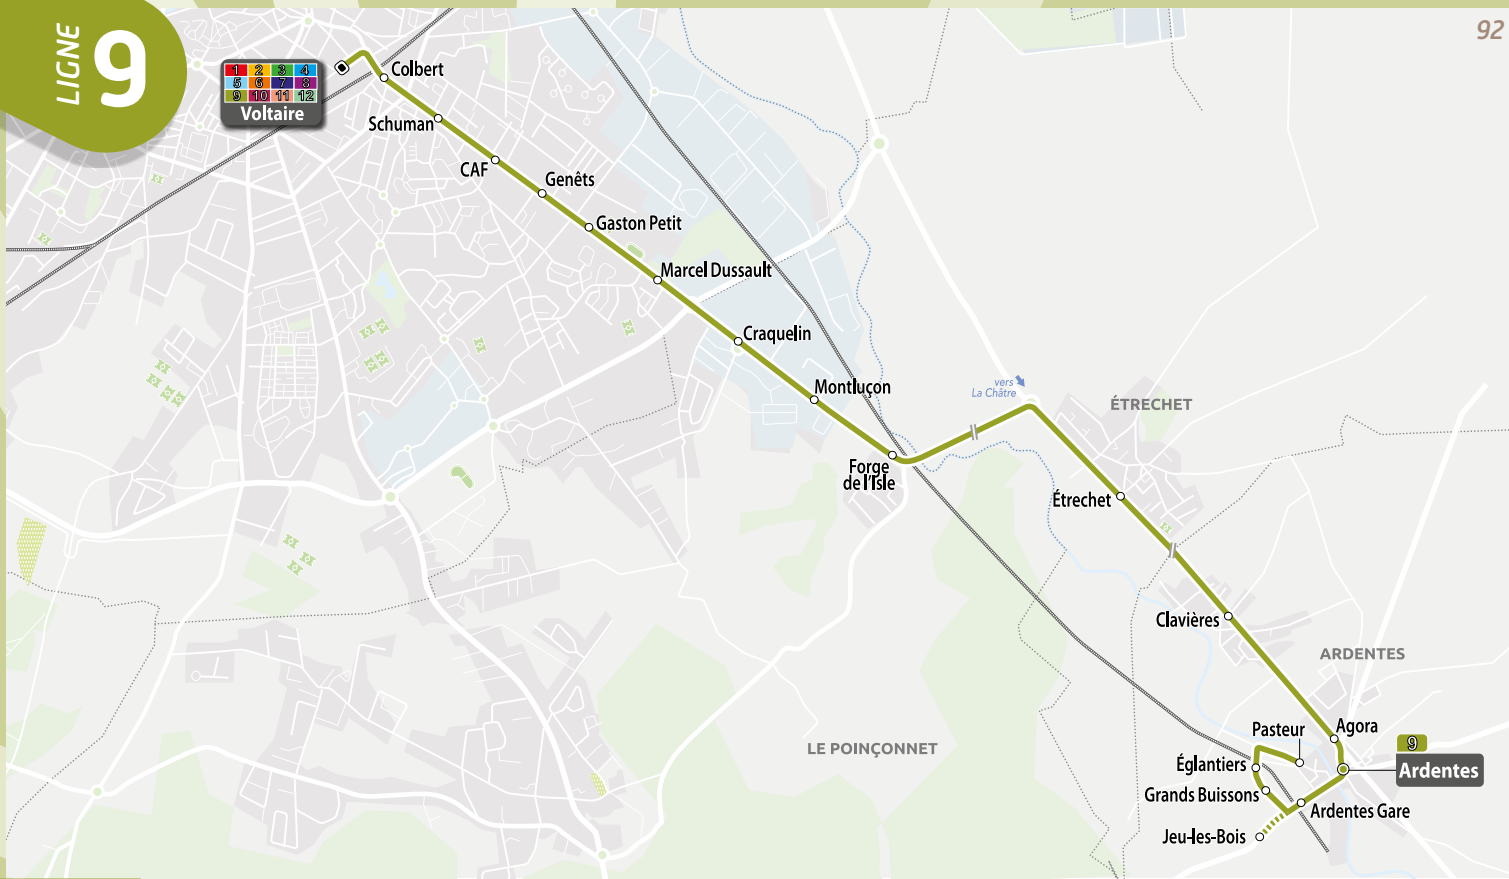 LIGNE
9
92
1 2 3 4
5 6 7 8
9 10 11 12
Voltaire
Colbert
Schuman
CAF
Genêts
Gaston Petit
Marcel Dussault
Craquelin
Montluçon
vers
La Châtre
ÉTRECHET
Forge
de l'Isle
Étrechet
Clavières
ARDENTES
Pasteur
Agora
LE POINÇONNET
9
Ardentes
Églantiers
Grands Buissons
Ardentes Gare
Jeu-les-Bois